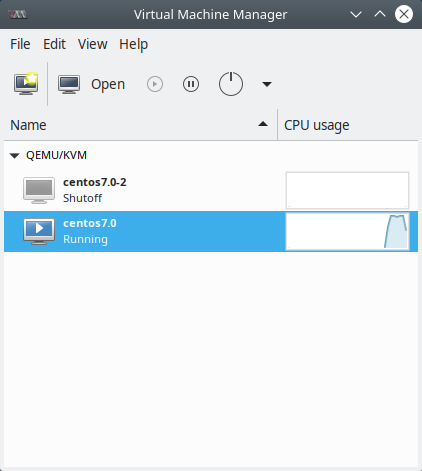 Virtual Machine Manager
File Edit View Help
Open
Name CPU usage
QEMU/KVM
centos7.0-2
Shutoff
centos7.0
Running